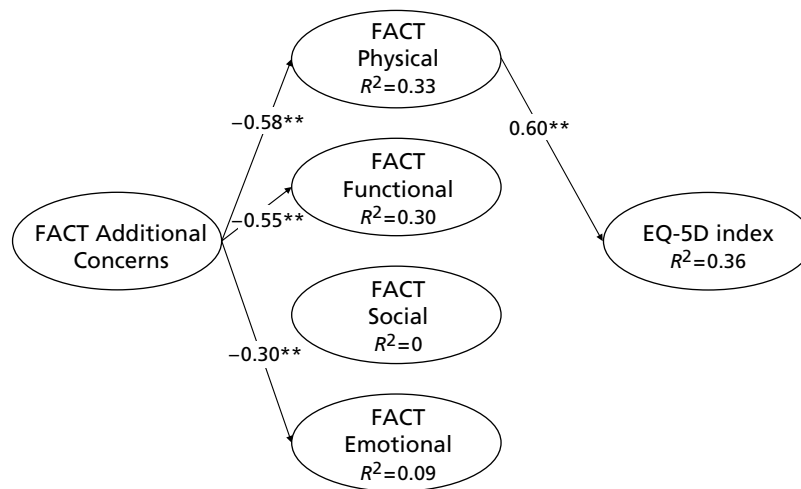 FACT
Physical
R²=0.33
−0.58**
0.60**
FACT
Functional
R²=0.30
−0.55**
FACT Additional
Concerns
EQ-5D index
R²=0.36
FACT
Social
R²=0
−0.30**
FACT
Emotional
R²=0.09